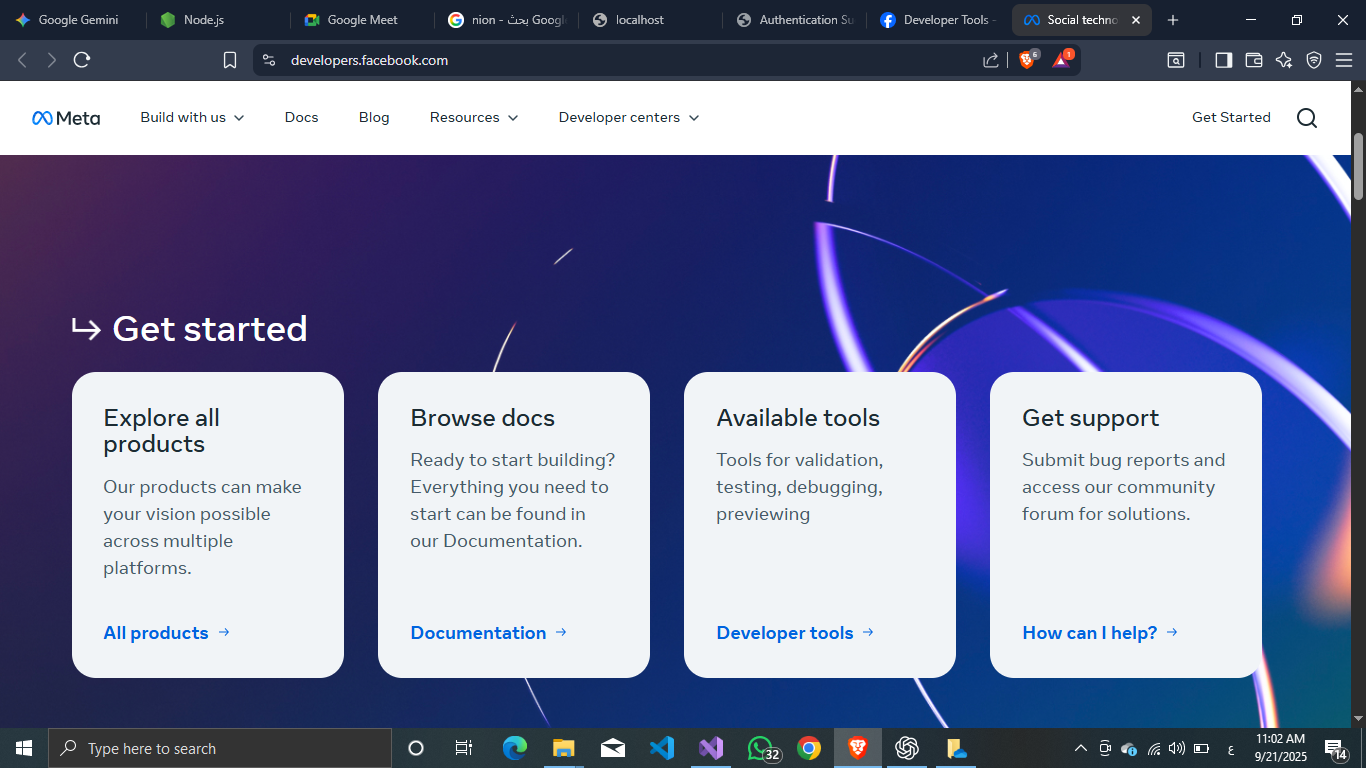 Google Gemini
Node.js
Google Meet
nion - بحث Google
localhost
Authentication Su
Developer Tools -
Social techno
developers.facebook.com
6
1
Meta
Build with us
Docs
Blog
Resources
Developer centers
Get Started
Get started
Explore all
products
Our products can make
your vision possible
across multiple
platforms.
All products
Browse docs
Ready to start building?
Everything you need to
start can be found in
our Documentation.
Documentation
Available tools
Tools for validation,
testing, debugging,
previewing
Developer tools
Get support
Submit bug reports and
access our community
forum for solutions.
How can I help?
Type here to search
32
ع
11:02 AM
9/21/2025
14